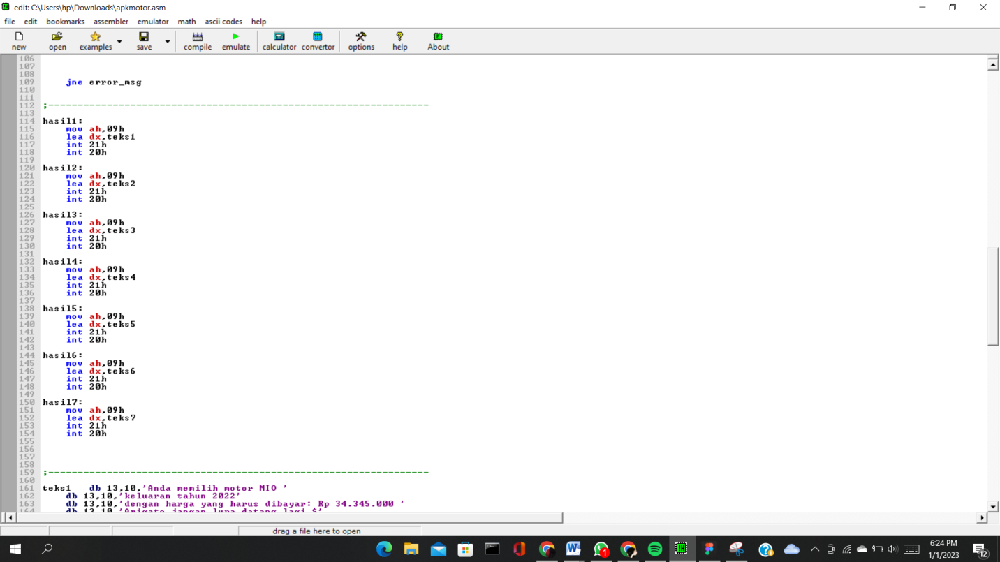 edit: C:\Users\hp\Downloads\apkmotor.asm
file edit bookmarks assembler emulator math ascii codes help
new open examples save compile emulate calculator convertor options help About
106
107
108
109 jne error_msg
110
111
112 ;-----------------------------------------------------------------
113
114 hasil1:
115 mov ah,09h
116 lea dx,teks1
117 int 21h
118 int 20h
119
120 hasil2:
121 mov ah,09h
122 lea dx,teks2
123 int 21h
124 int 20h
125
126 hasil3:
127 mov ah,09h
128 lea dx,teks3
129 int 21h
130 int 20h
131
132 hasil4:
133 mov ah,09h
134 lea dx,teks4
135 int 21h
136 int 20h
137
138 hasil5:
139 mov ah,09h
140 lea dx,teks5
141 int 21h
142 int 20h
143
144 hasil6:
145 mov ah,09h
146 lea dx,teks6
147 int 21h
148 int 20h
149
150 hasil7:
151 mov ah,09h
152 lea dx,teks7
153 int 21h
154 int 20h
155
156
157
158
159 ;-----------------------------------------------------------------
160
161 teks1 db 13,10,'Anda memilih motor MIO '
162 db 13,10,'keluaran tahun 2022'
163 db 13,10,'dengan harga yang harus dibayar: Rp 34.345.000 '
164 db 13,10,'Arigato jangan lupa datang lagi $'
drag a file here to open
6:24 PM
1/1/2023
1
12